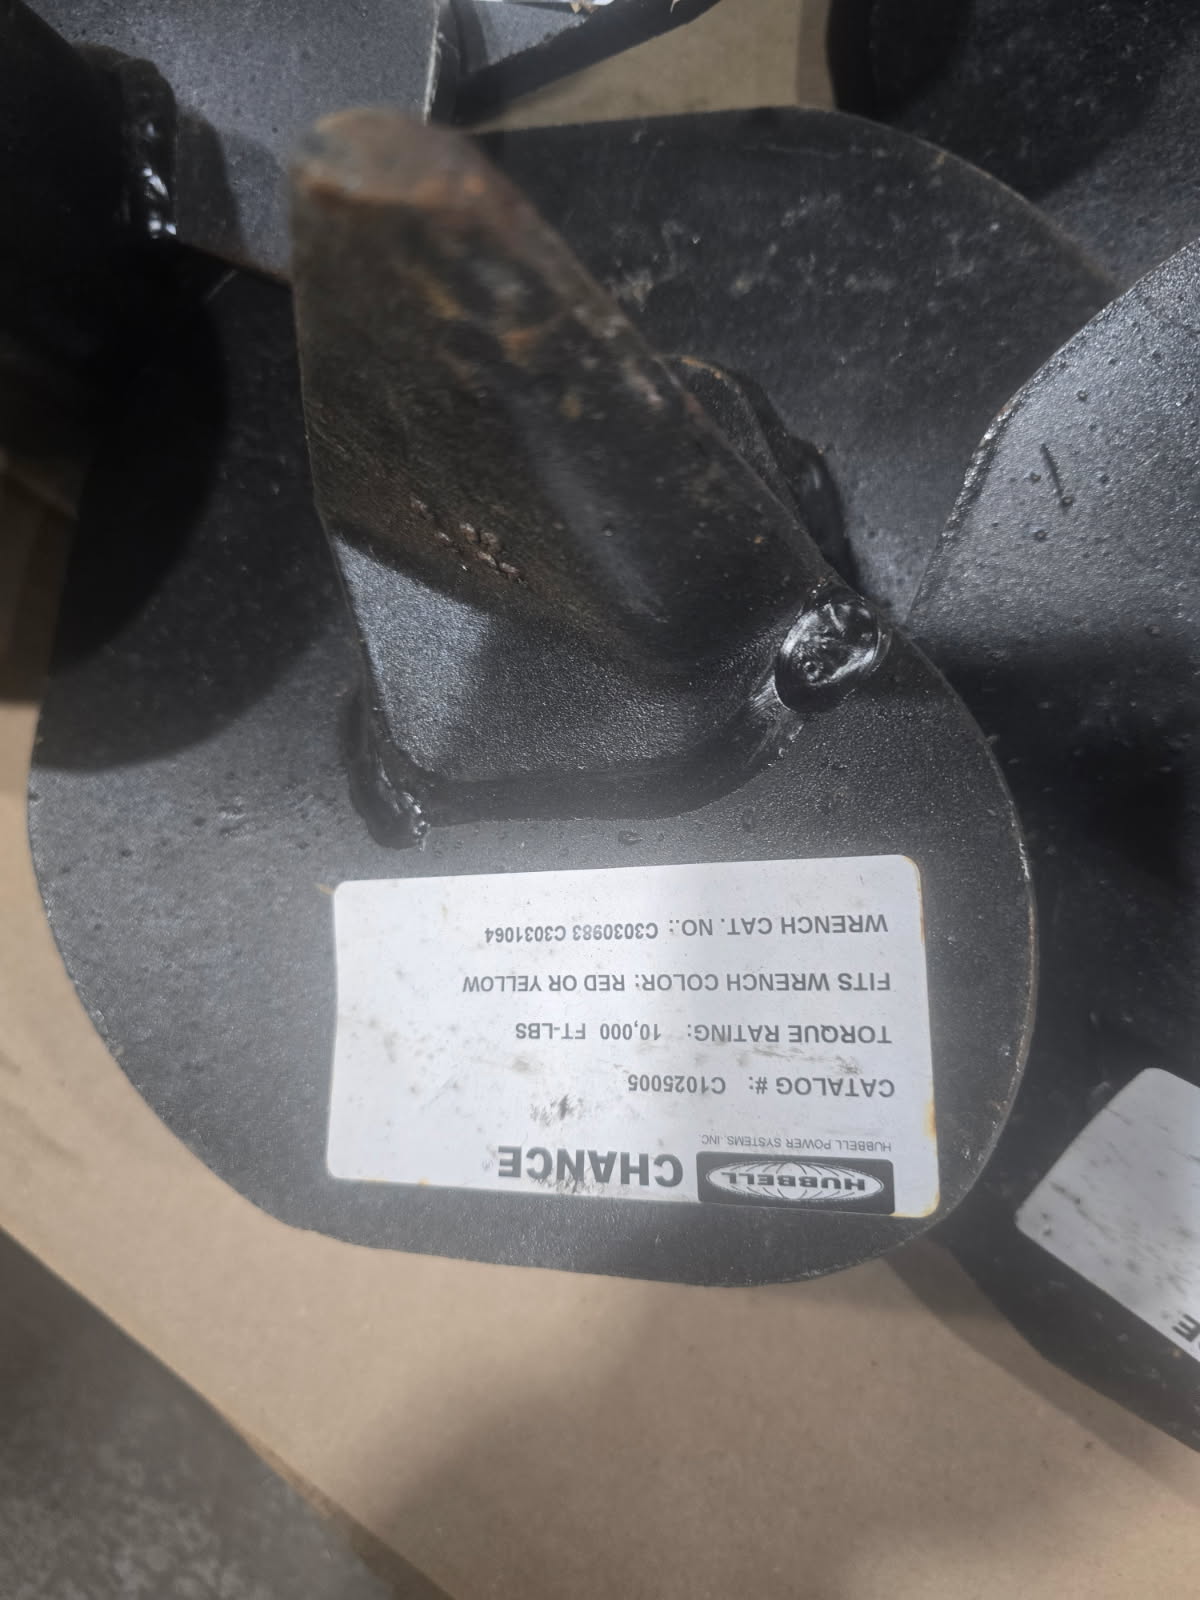 HUBBELL CHANCE®
HUBBELL POWER SYSTEMS, INC.
CATALOG #: C1025005
TORQUE RATING: 10,000 FT-LBS
FITS WRENCH COLOR: RED OR YELLOW
WRENCH CAT. NO.: C3030983 C3031064